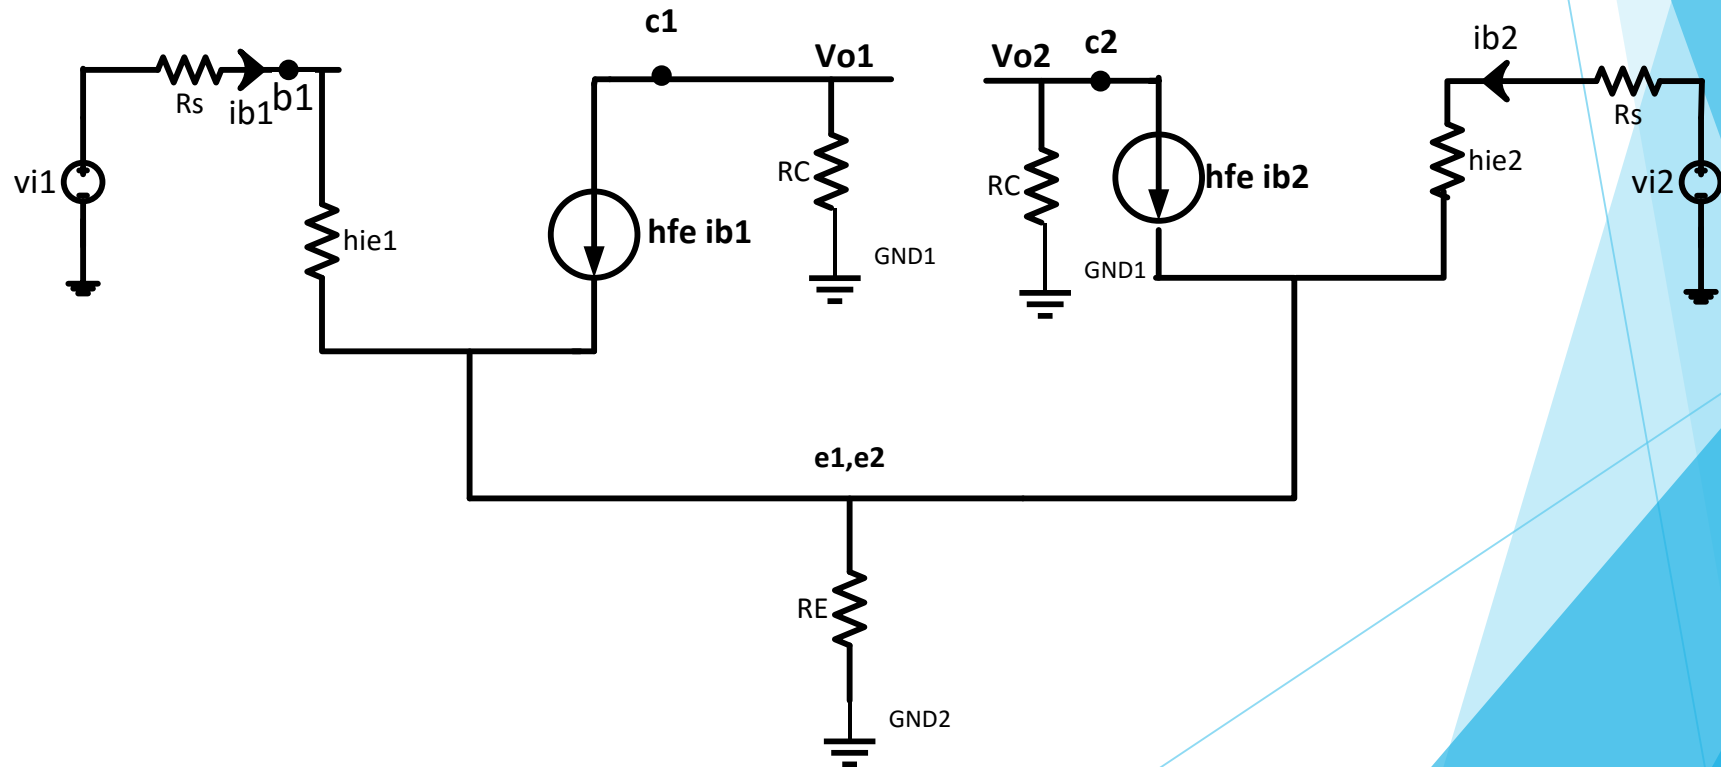 c1
Vo1
Vo2
c2
ib2
Rs
ib1
b1
Rs
vi1
hie1
hfe ib1
RC
GND1
RC
GND1
hfe ib2
hie2
vi2
e1,e2
RE
GND2